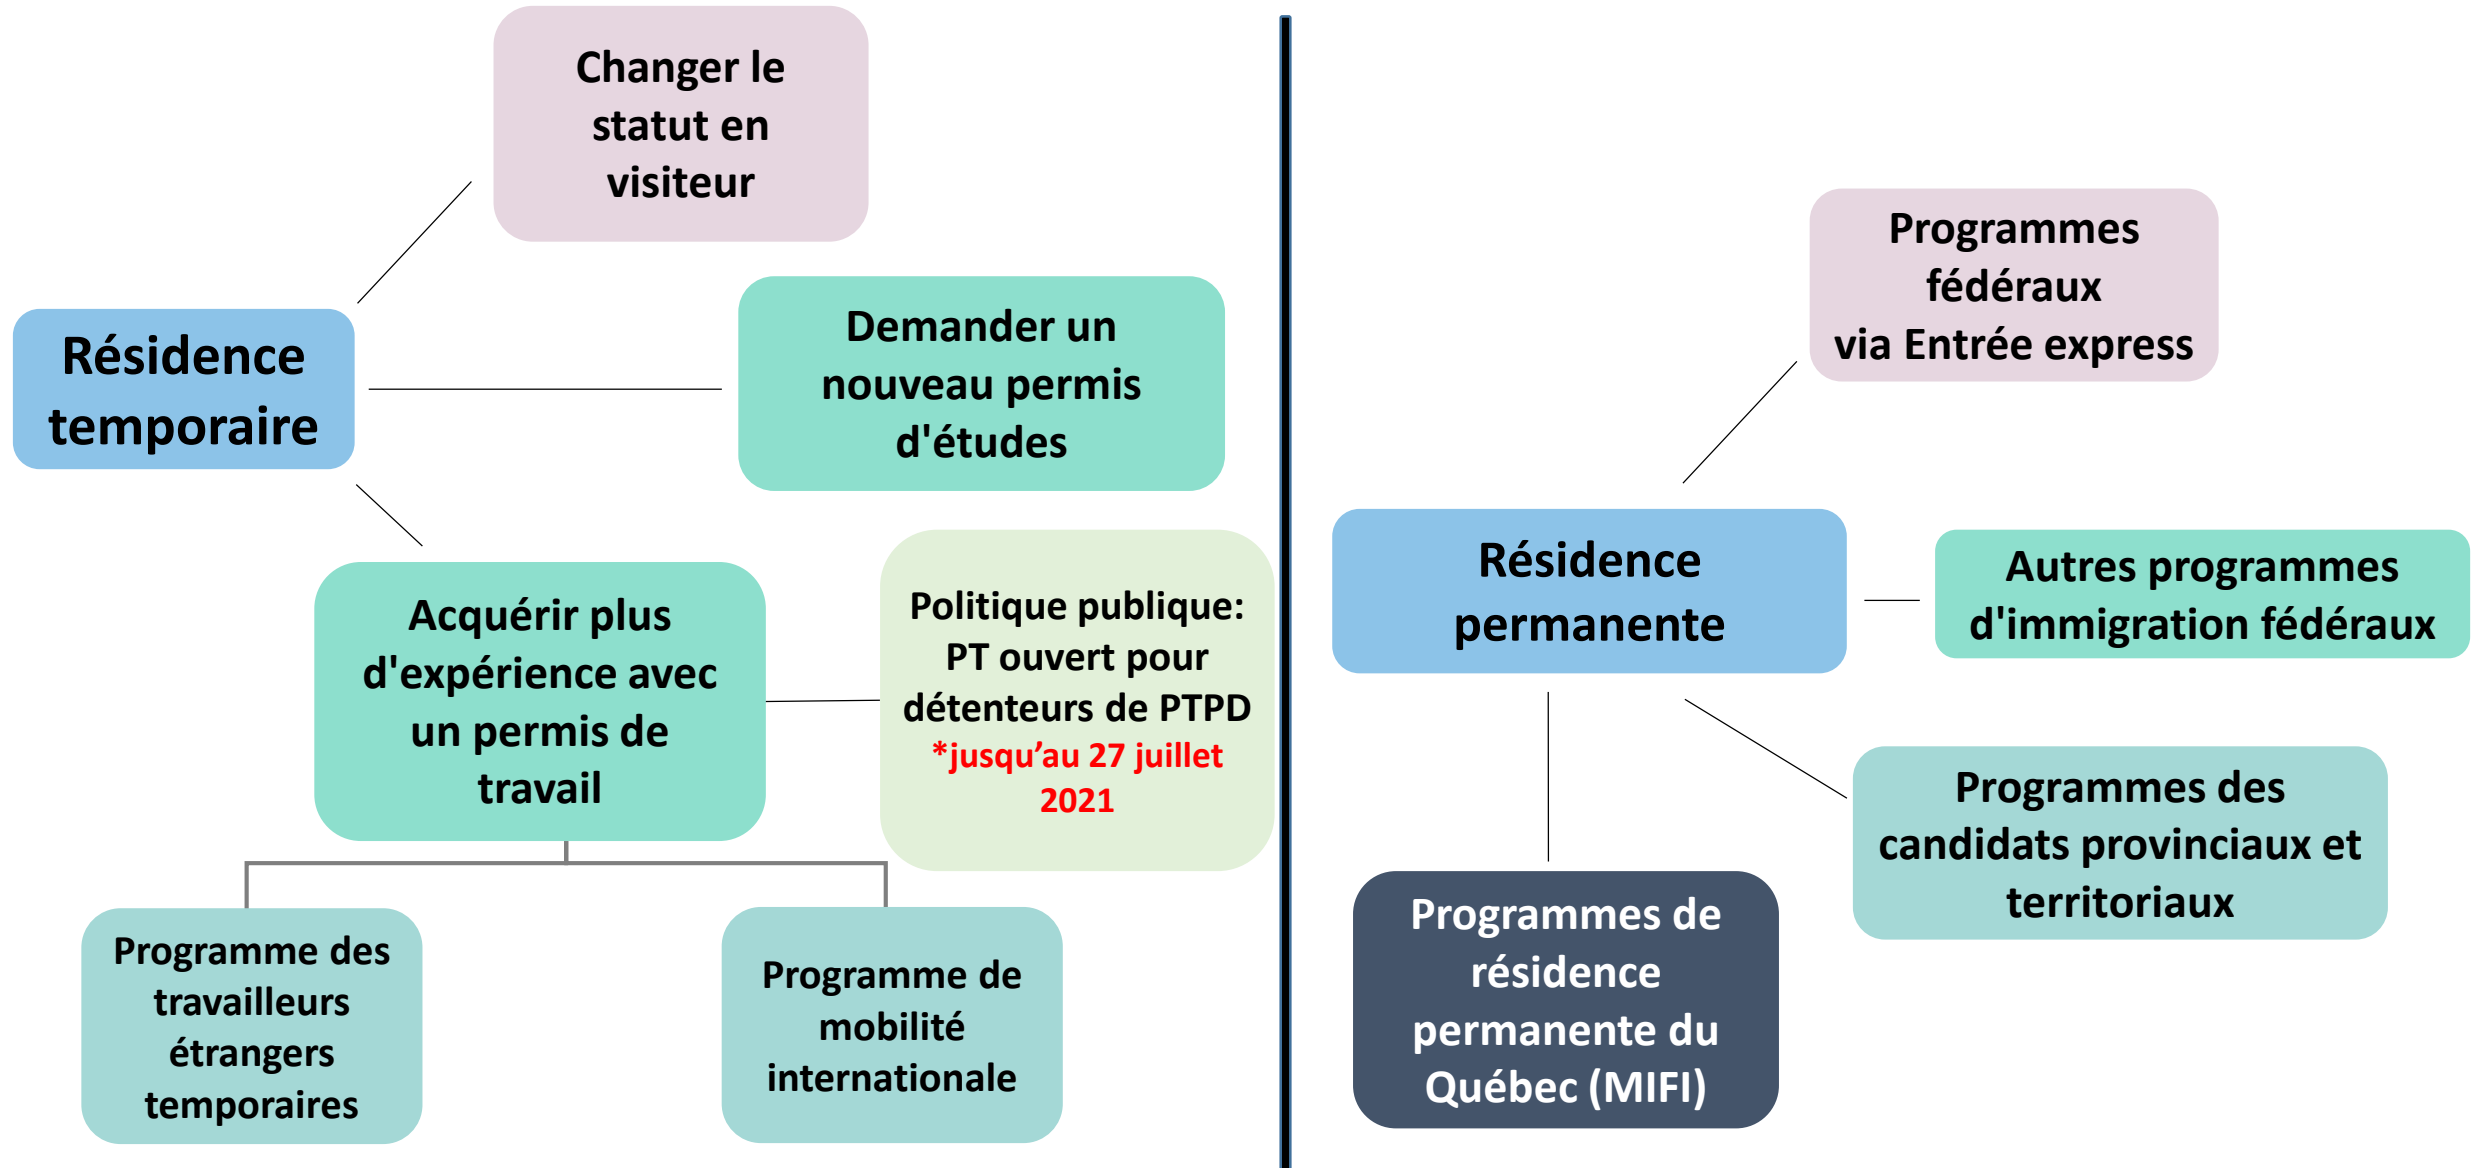 Changer le
statut en
visiteur
Résidence
temporaire
Demander un
nouveau permis
d'études
Acquérir plus
d'expérience avec
un permis de
travail
Politique publique:
PT ouvert pour
détenteurs de PTPD
*jusqu’au 27 juillet
2021
Programme des
travailleurs
étrangers
temporaires
Programme de
mobilité
internationale
Programmes
fédéraux
via Entrée express
Résidence
permanente
Autres programmes
d'immigration fédéraux
Programmes des
candidats provinciaux et
territoriaux
Programmes de
résidence
permanente du
Québec (MIFI)